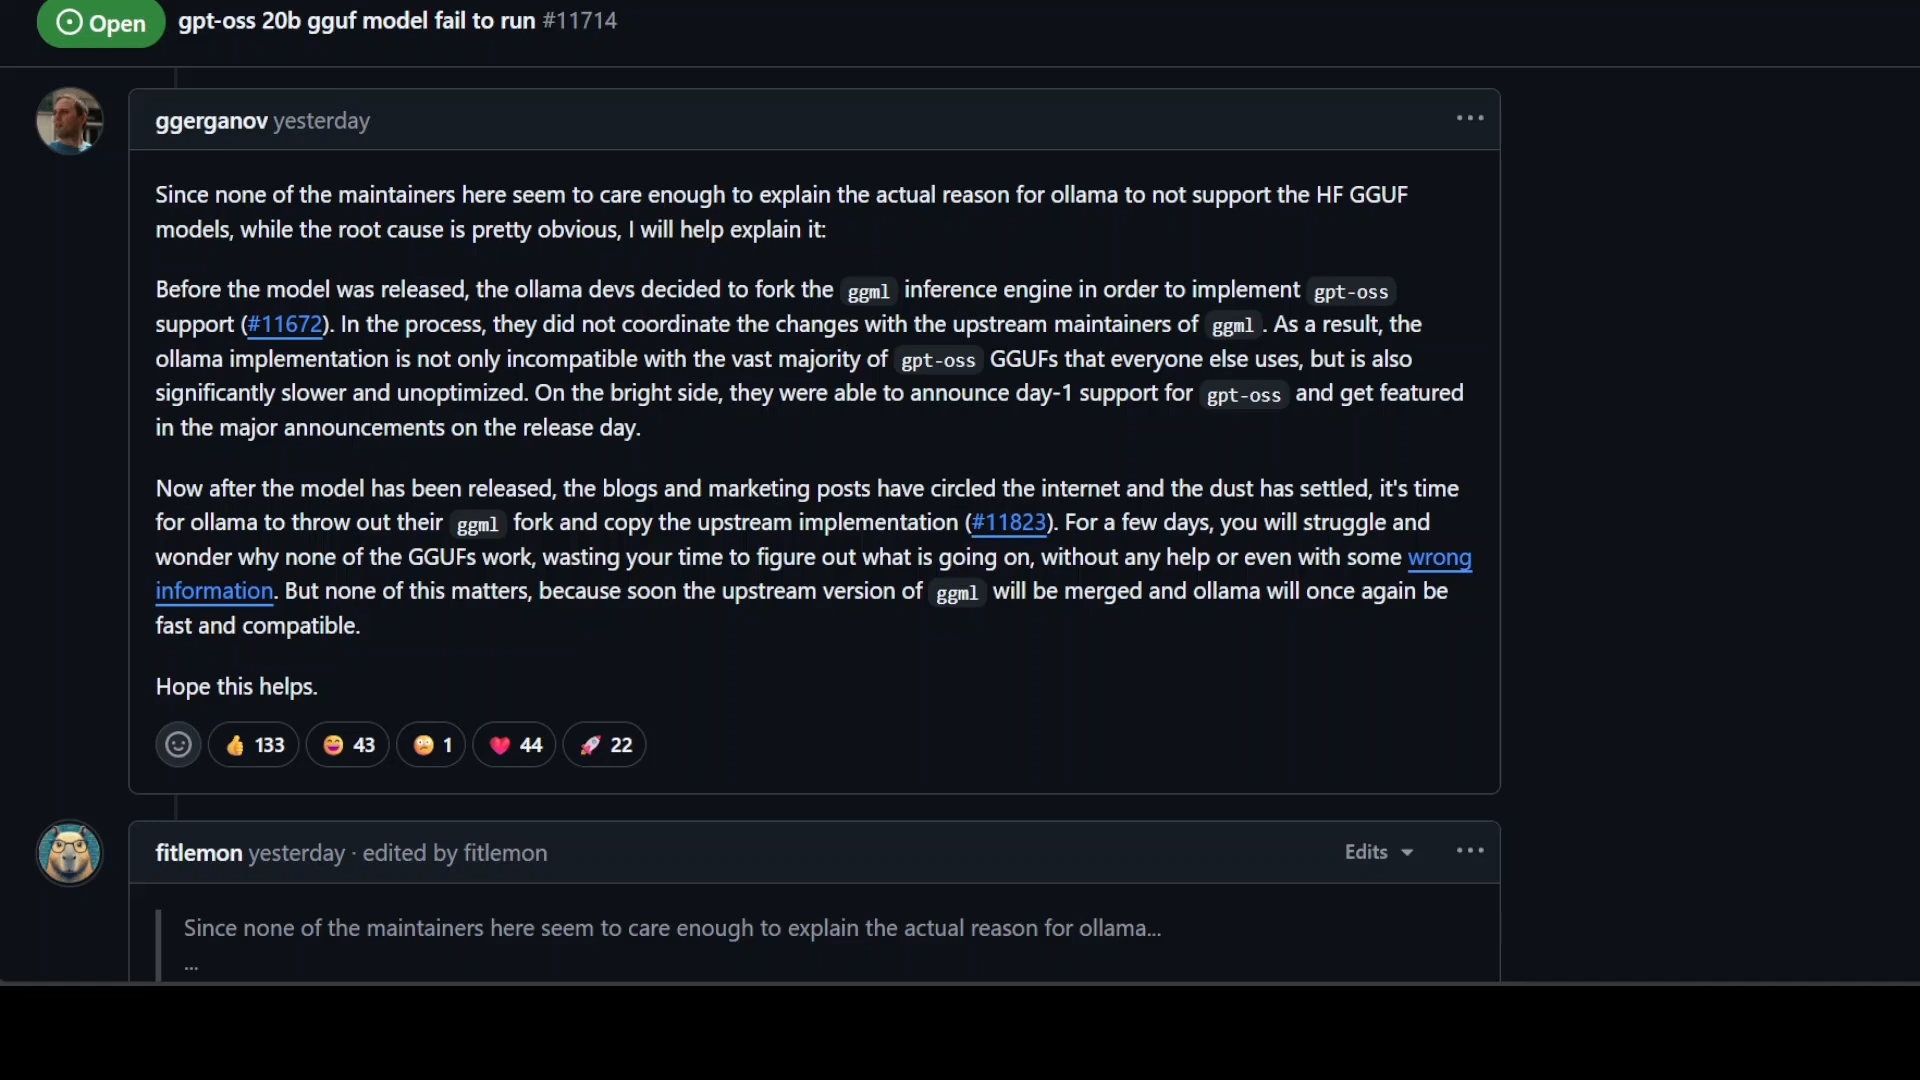 Open gpt-oss 20b gguf model fail to run #11714
ggerganov yesterday
Since none of the maintainers here seem to care enough to explain the actual reason for ollama to not support the HF GGUF
models, while the root cause is pretty obvious, I will help explain it:
Before the model was released, the ollama devs decided to fork the ggml inference engine in order to implement gpt-oss
support (#11672). In the process, they did not coordinate the changes with the upstream maintainers of ggml . As a result, the
ollama implementation is not only incompatible with the vast majority of gpt-oss GGUFs that everyone else uses, but is also
significantly slower and unoptimized. On the bright side, they were able to announce day-1 support for gpt-oss and get featured
in the major announcements on the release day.
Now after the model has been released, the blogs and marketing posts have circled the internet and the dust has settled, it's time
for ollama to throw out their ggml fork and copy the upstream implementation (#11823). For a few days, you will struggle and
wonder why none of the GGUFs work, wasting your time to figure out what is going on, without any help or even with some wrong
information. But none of this matters, because soon the upstream version of ggml will be merged and ollama will once again be
fast and compatible.
Hope this helps.
👍 133 😄 43 😕 1 ❤️ 44 🚀 22
fitlemon yesterday · edited by fitlemon Edits
Since none of the maintainers here seem to care enough to explain the actual reason for ollama...
...